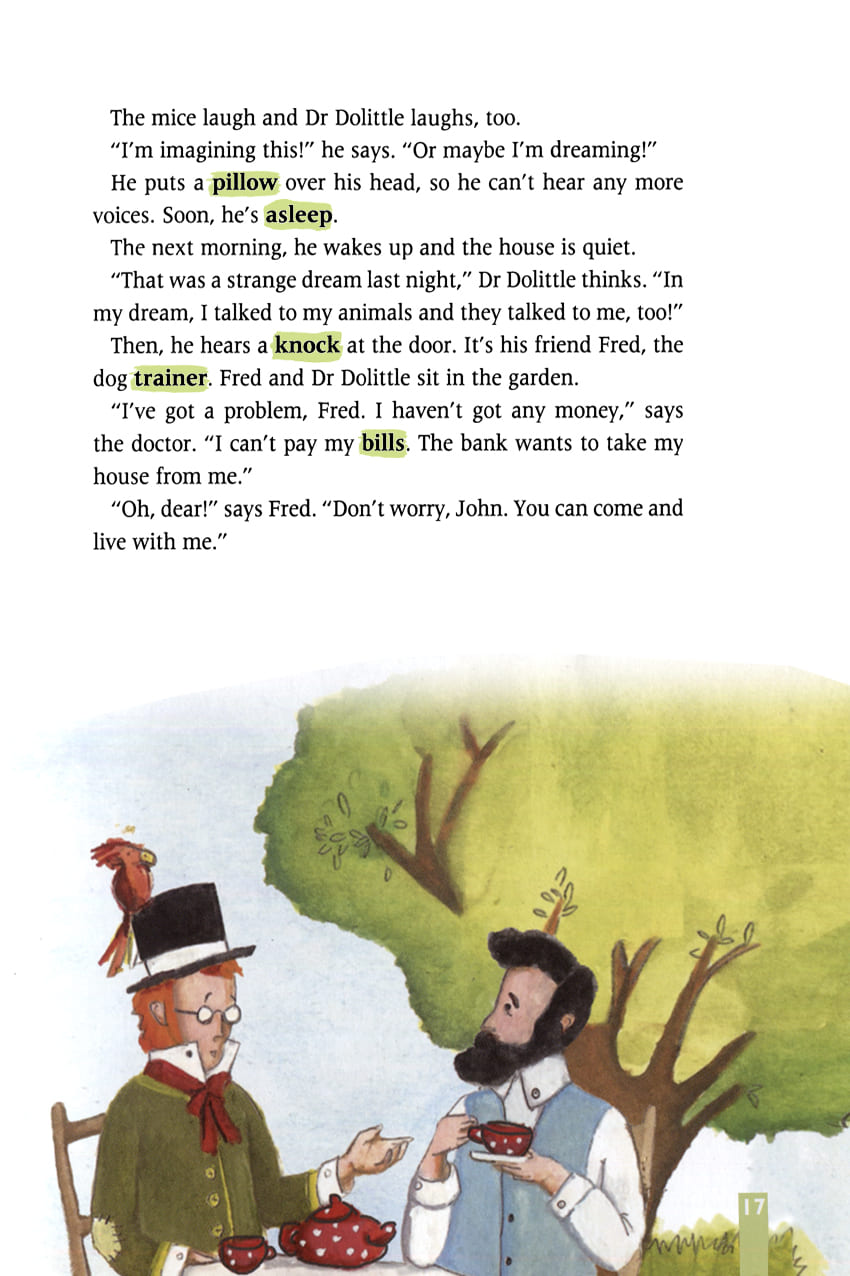 The mice laugh and Dr Dolittle laughs, too.
“I’m imagining this!” he says. “Or maybe I’m dreaming!”
He puts a pillow over his head, so he can’t hear any more
voices. Soon, he’s asleep.
The next morning, he wakes up and the house is quiet.
“That was a strange dream last night,” Dr Dolittle thinks. “In
my dream, I talked to my animals and they talked to me, too!”
Then, he hears a knock at the door. It’s his friend Fred, the
dog trainer. Fred and Dr Dolittle sit in the garden.
“I’ve got a problem, Fred. I haven’t got any money,” says
the doctor. “I can’t pay my bills. The bank wants to take my
house from me.”
“Oh, dear!” says Fred. “Don’t worry, John. You can come and
live with me.”
17